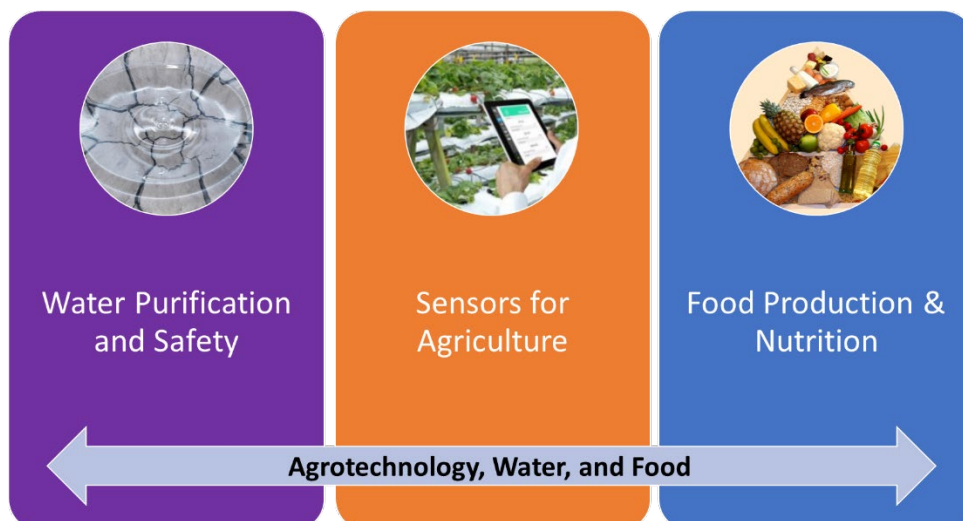 Water Purification
and Safety
Sensors for
Agriculture
Food Production &
Nutrition
Agrotechnology, Water, and Food